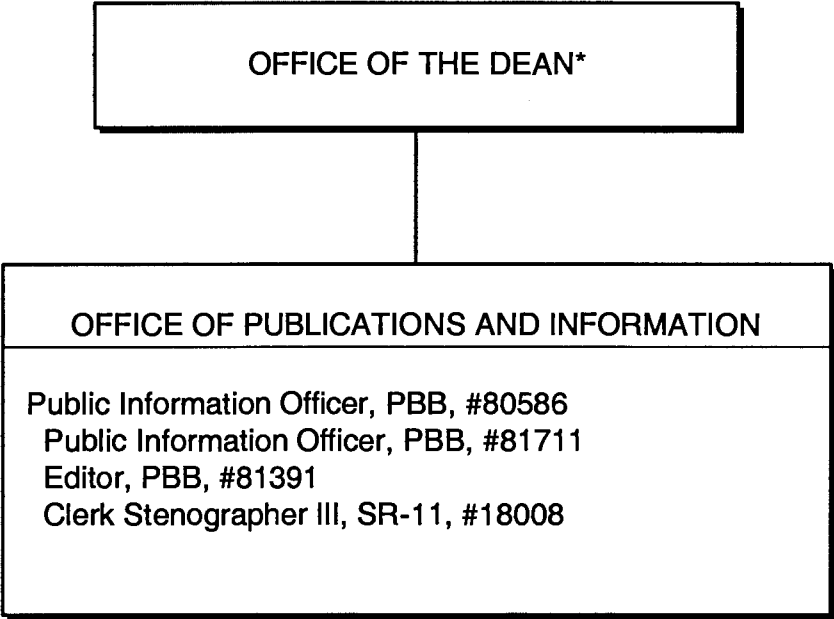 OFFICE OF THE DEAN*
OFFICE OF PUBLICATIONS AND INFORMATION
Public Information Officer, PBB, #80586
Public Information Officer, PBB, #81711
Editor, PBB, #81391
Clerk Stenographer III, SR-11, #18008